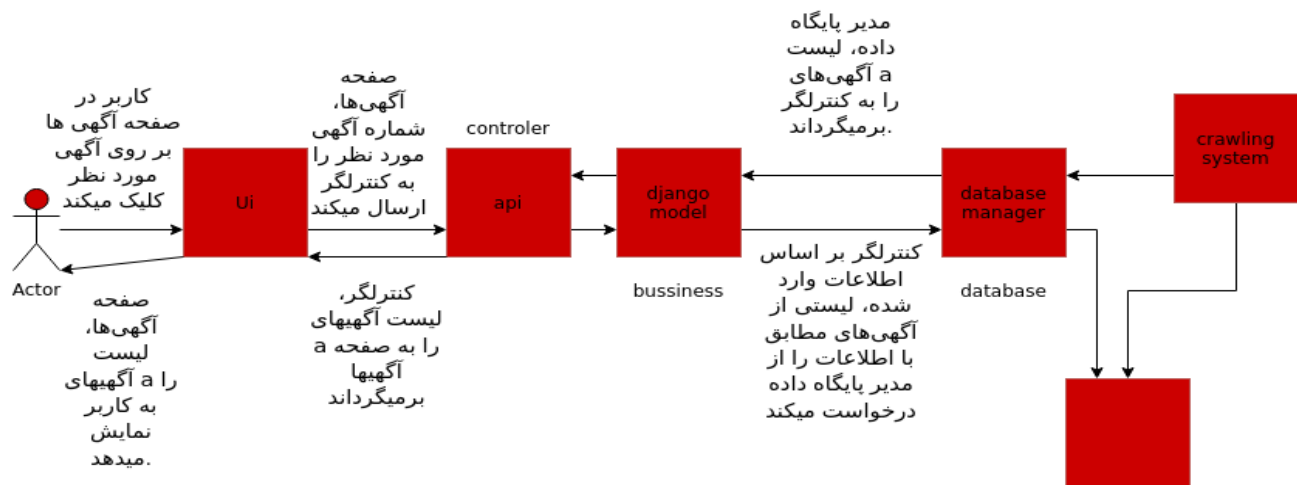 کاربر در
صفحه آگهی ها
بر روی آگهی
مورد نظر
کلیک میکند
Actor
صفحه
آگهی‌ها،
لیست
آگهیهای a را
به کاربر
نمایش
میدهد.
Ui
صفحه
آگهی‌ها،
شماره آگهی
مورد نظر را
به کنترلگر
ارسال میکند
کنترلگر،
لیست آگهیهای
a را به صفحه
آگهیها
برمیگرداند
controler
api
django
model
bussiness
مدیر پایگاه
داده، لیست
آگهی‌های a
را به کنترلگر
برمیگرداند.
کنترلگر بر اساس
اطلاعات وارد
شده، لیستی از
آگهی‌های مطابق
با اطلاعات را از
مدیر پایگاه داده
درخواست میکند
database
manager
database
crawling
system